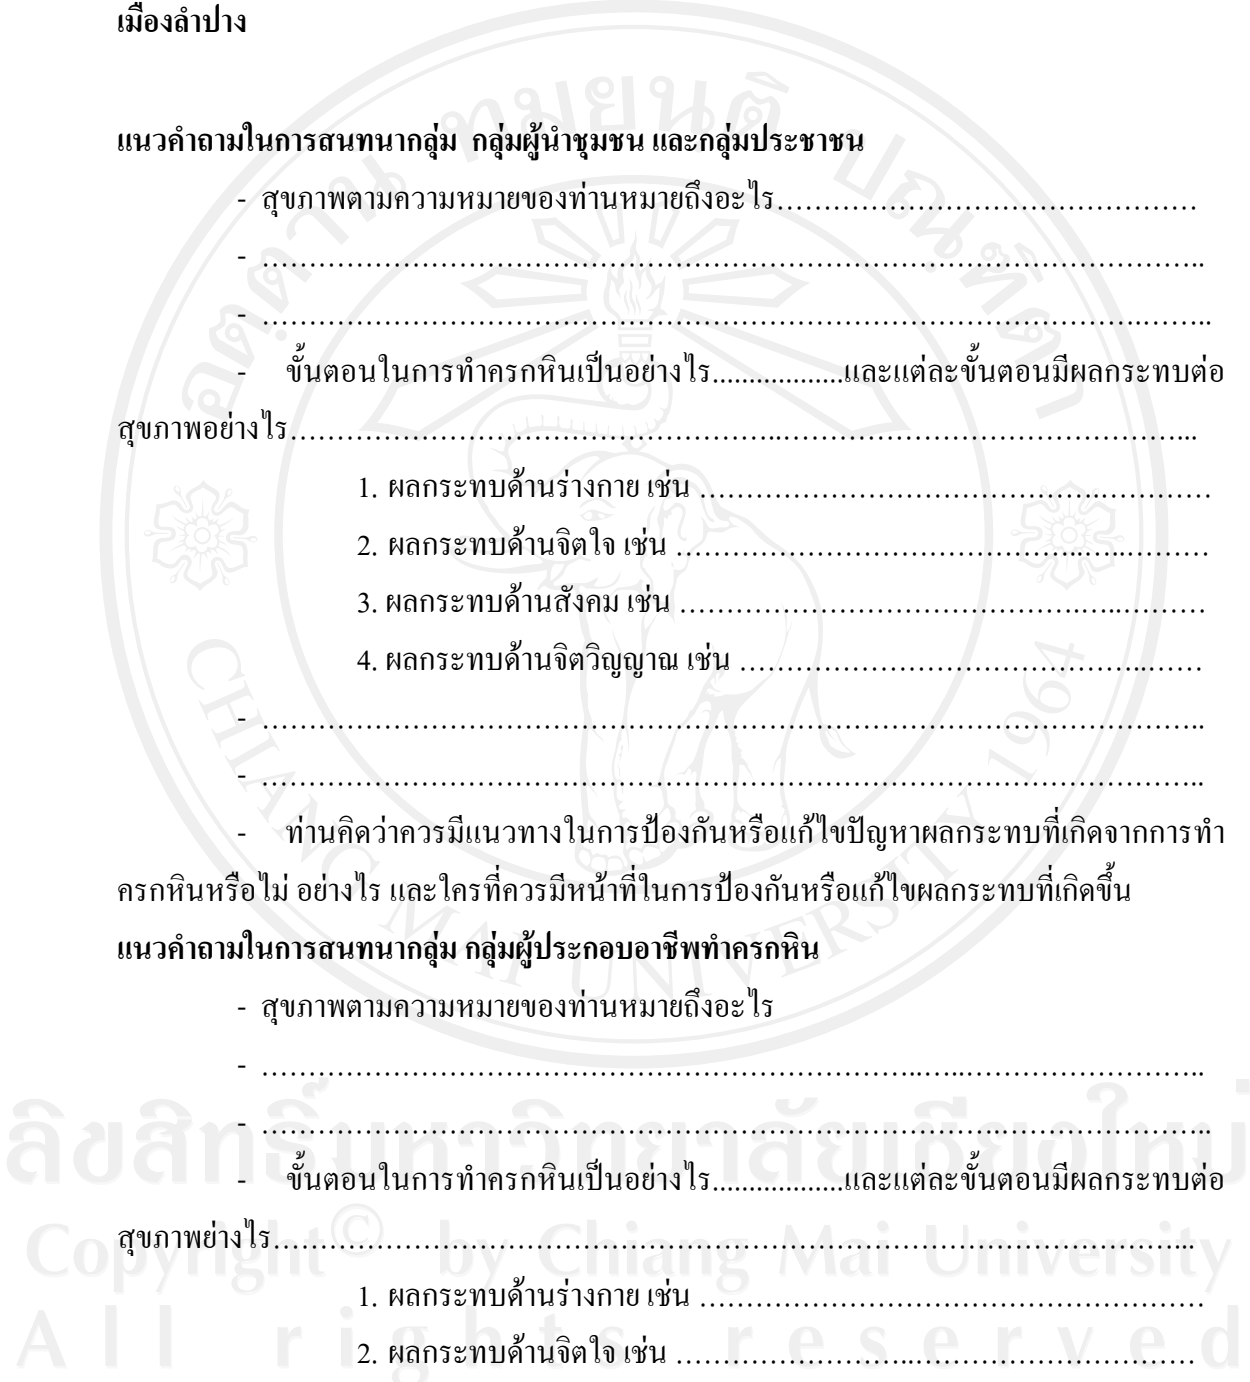 เมืองลำปาง
แนวคำถามในการสนทนากลุ่ม กลุ่มผู้นำชุมชน และกลุ่มประชาชน
- สุขภาพตามความหมายของท่านหมายถึงอะไร………………………………………
- ………………………………………………………………………………………..
- ……………………………………………………………………………….……..
- ขั้นตอนในการทำครกหินเป็นอย่างไร..................และแต่ละขั้นตอนมีผลกระทบต่อ
สุขภาพอย่างไร……………………………………………..……………………………………...
1. ผลกระทบด้านร่างกาย เช่น …………………………………….…………
2. ผลกระทบด้านจิตใจ เช่น …………………………………...…..………
3. ผลกระทบด้านสังคม เช่น …………………………………….…..………
4. ผลกระทบด้านจิตวิญญาณ เช่น ……………………………………..……
- ………………………………………………………………………………………..
- ………………………………………………………………………………………..
- ท่านคิดว่าควรมีแนวทางในการป้องกันหรือแก้ไขปัญหาผลกระทบที่เกิดจากการทำ
ครกหินหรือไม่ อย่างไร และใครที่ควรมีหน้าที่ในการป้องกันหรือแก้ไขผลกระทบที่เกิดขึ้น
แนวคำถามในการสนทนากลุ่ม กลุ่มผู้ประกอบอาชีพทำครกหิน
- สุขภาพตามความหมายของท่านหมายถึงอะไร
- ……………………………………………………………..…..……………………..
- ………………………………………………………………………………………..
- ขั้นตอนในการทำครกหินเป็นอย่างไร..................และแต่ละขั้นตอนมีผลกระทบต่อ
สุขภาพย่างไร……………………………………………………………………………………...
1. ผลกระทบด้านร่างกาย เช่น ………………………………………………
2. ผลกระทบด้านจิตใจ เช่น ……………………..…………………………
อตฺตานํ ทมยนฺติ ปณฺฑิตา
CHIANG MAI UNIVERSITY 1964
ลิขสิทธิ์มหาวิทยาลัยเชียงใหม่
Copyright© by Chiang Mai University
All rights reserved